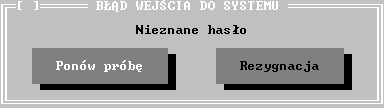 [ ] BŁĄD WEJŚCIA DO SYSTEMU
Nieznane hasło
Ponów próbę Rezygnacja